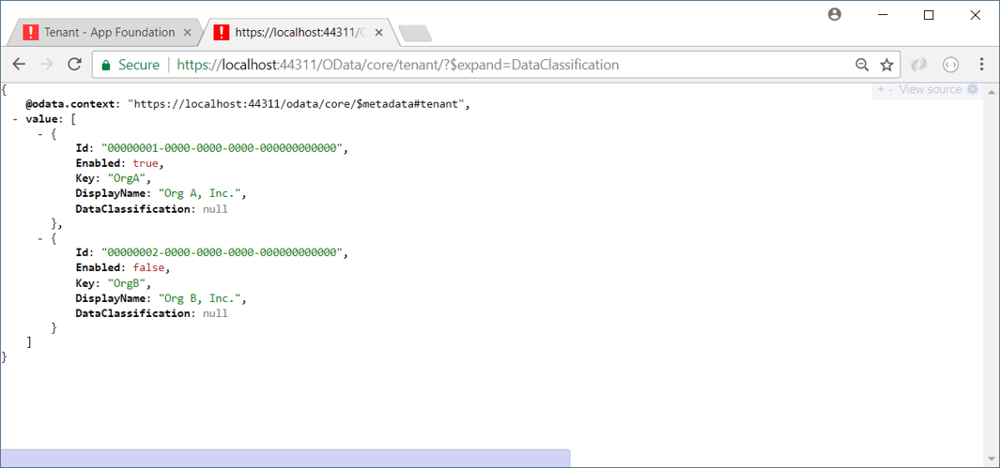 Tenant - App Foundation
https://localhost:44311/O
Secure
https://localhost:44311/OData/core/tenant/?$expand=DataClassification
+ - View source
{
@odata.context: "https://localhost:44311/odata/core/$metadata#tenant",
- value: [
- {
Id: "00000001-0000-0000-0000-000000000000",
Enabled: true,
Key: "OrgA",
DisplayName: "Org A, Inc.",
DataClassification: null
},
- {
Id: "00000002-0000-0000-0000-000000000000",
Enabled: false,
Key: "OrgB",
DisplayName: "Org B, Inc.",
DataClassification: null
}
]
}